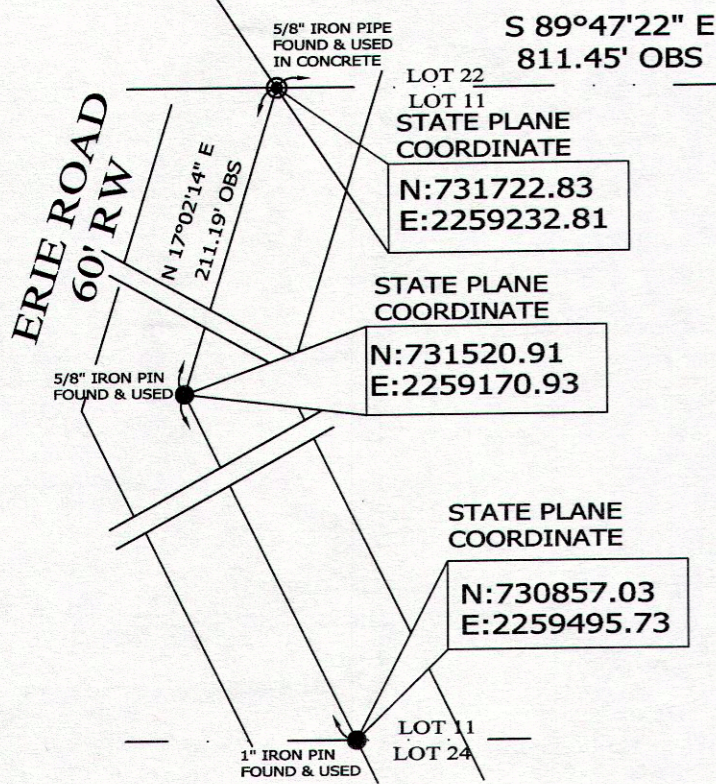 5/8" IRON PIPE
FOUND & USED
IN CONCRETE
S 89°47'22" E
811.45' OBS
LOT 22
LOT 11
STATE PLANE
COORDINATE
N:731722.83
E:2259232.81
ERIE ROAD
60' RW
N 17°02'14" E
211.19' OBS
STATE PLANE
COORDINATE
N:731520.91
E:2259170.93
5/8" IRON PIN
FOUND & USED
STATE PLANE
COORDINATE
N:730857.03
E:2259495.73
LOT 11
LOT 24
1" IRON PIN
FOUND & USED